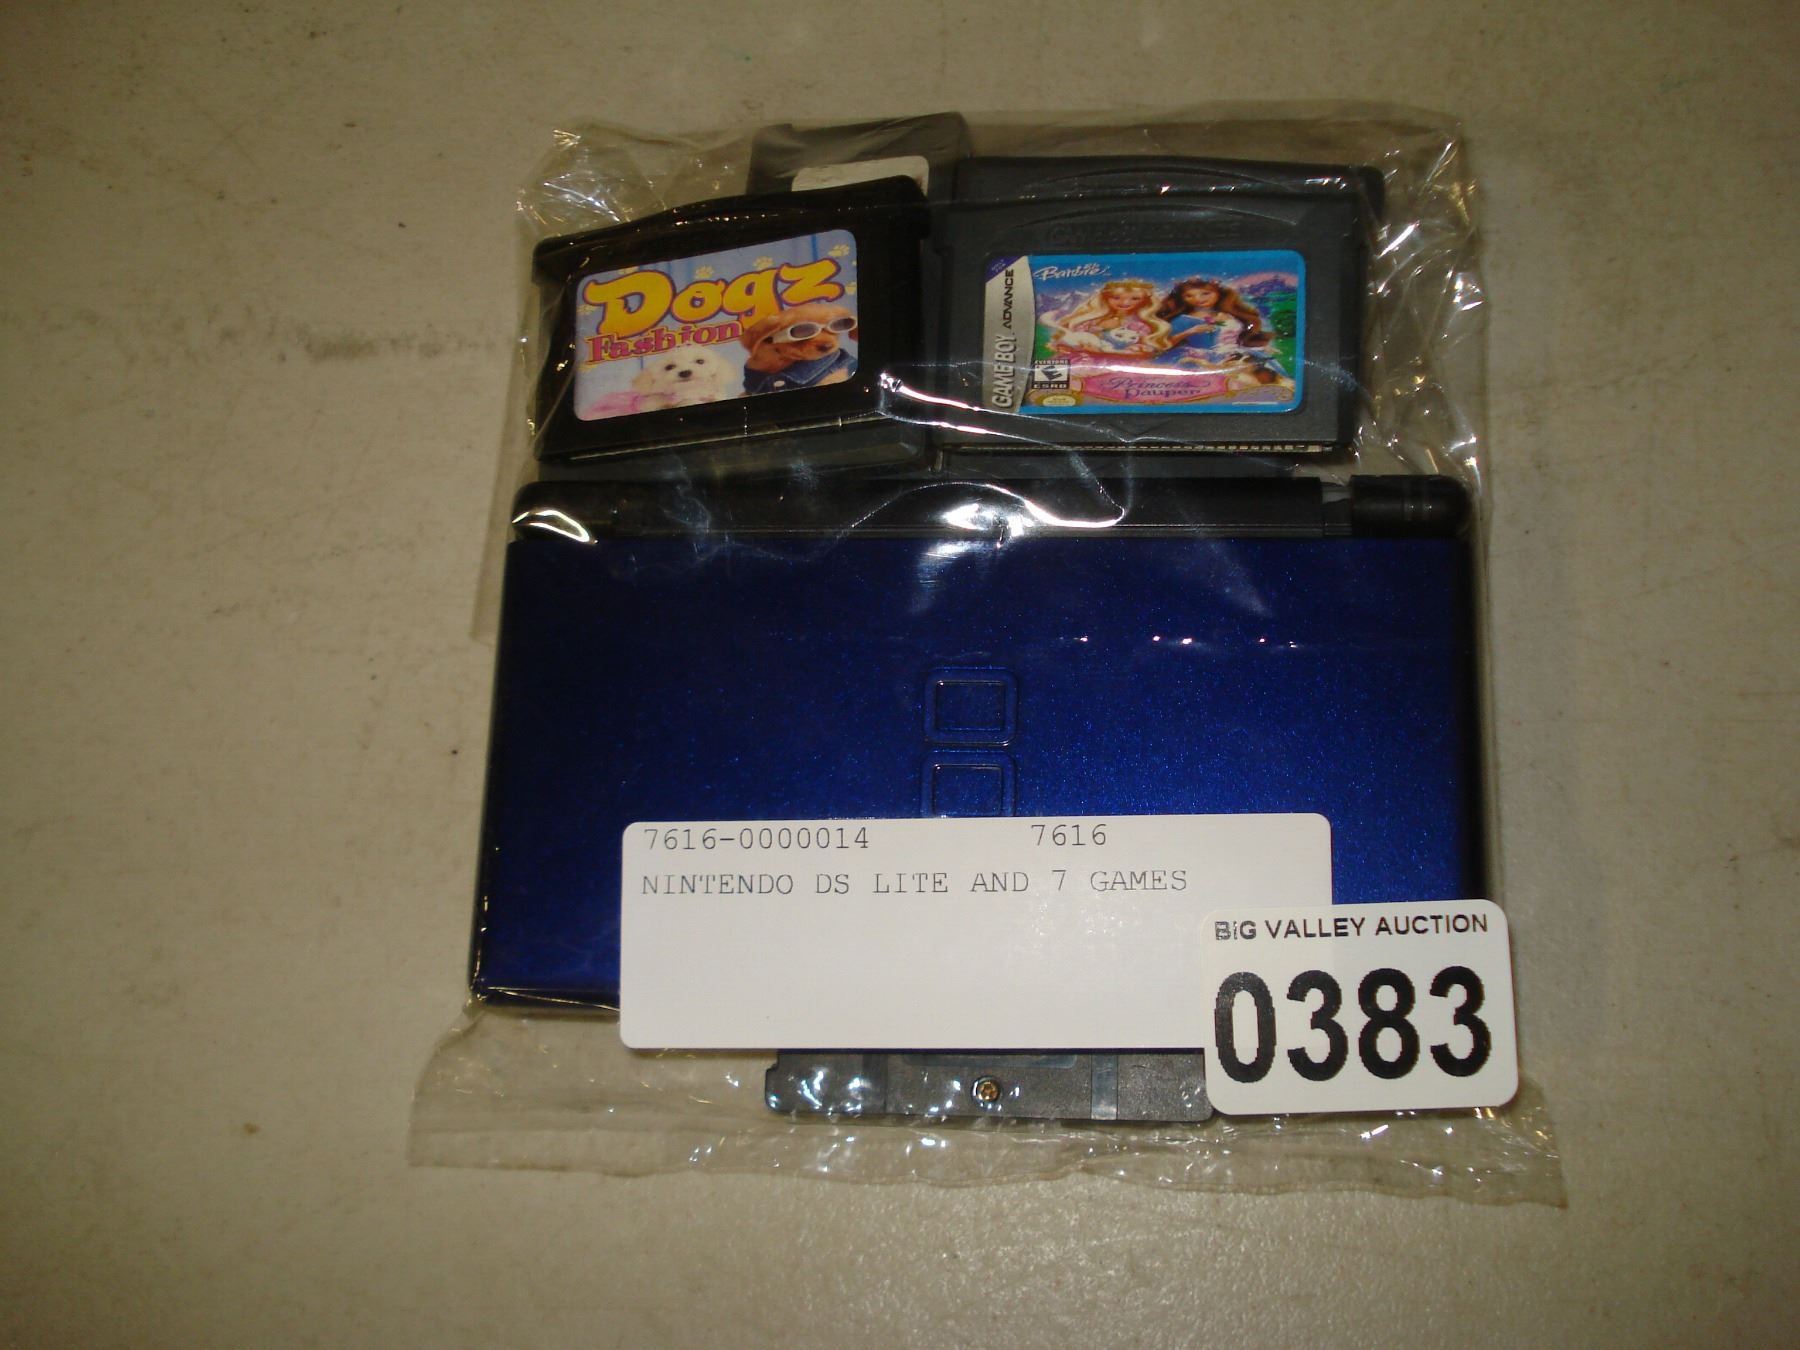 Dogz
Fashion
GAME BOY ADVANCE
Barbie
EVERYONE
E
ESRB
Princess
Pauper
7616-0000014 7616
NINTENDO DS LITE AND 7 GAMES
BIG VALLEY AUCTION
0383